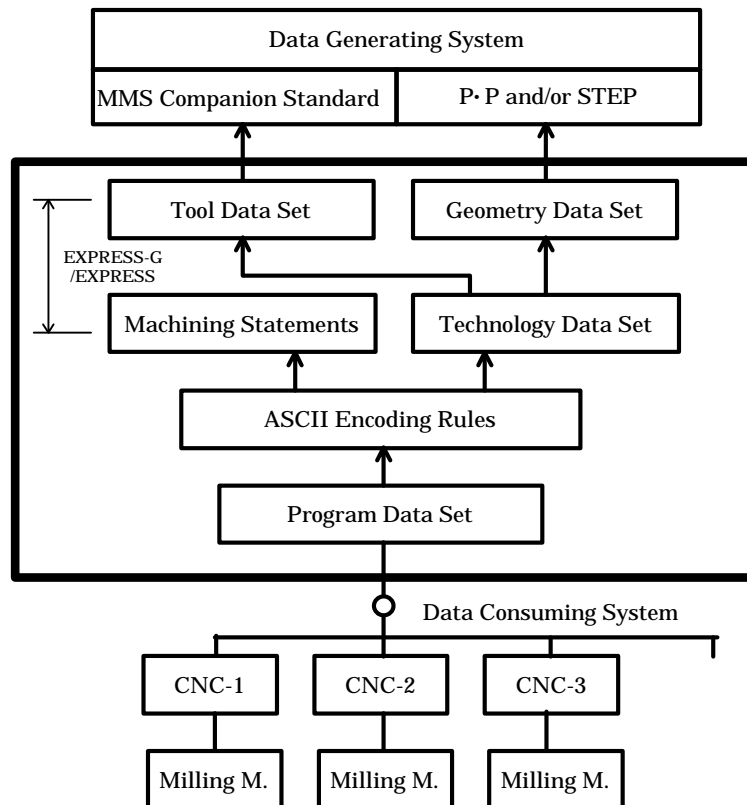 Data Generating System
MMS Companion Standard
P·P and/or STEP
Tool Data Set
Geometry Data Set
EXPRESS-G
/EXPRESS
Machining Statements
Technology Data Set
ASCII Encoding Rules
Program Data Set
Data Consuming System
CNC-1
CNC-2
CNC-3
Milling M.
Milling M.
Milling M.